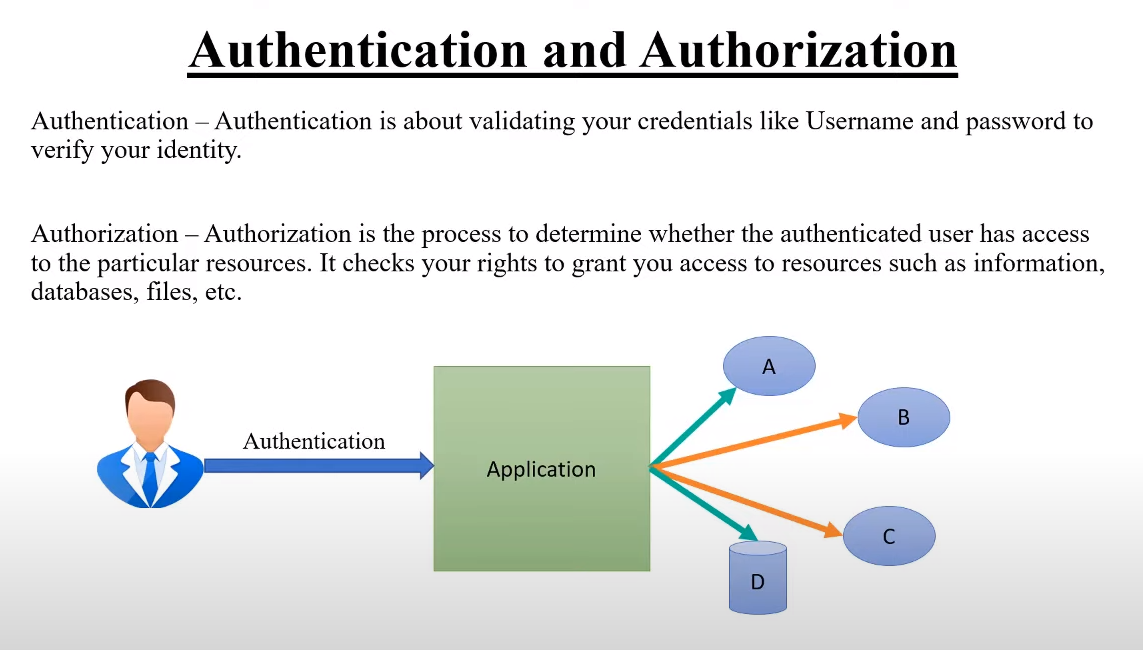 Authentication and Authorization
Authentication – Authentication is about validating your credentials like Username and password to
verify your identity.
Authorization – Authorization is the process to determine whether the authenticated user has access
to the particular resources. It checks your rights to grant you access to resources such as information,
databases, files, etc.
Authentication
Application
A
B
C
D